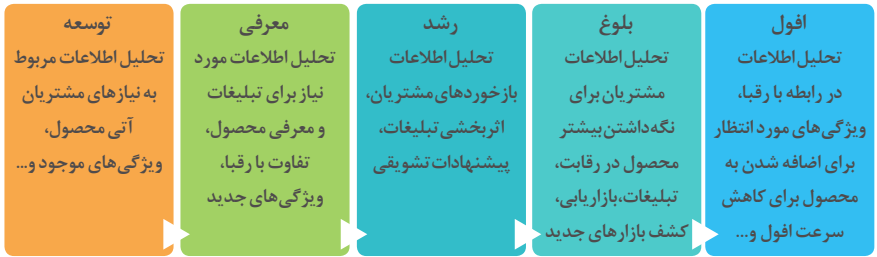 توسعه
تحلیل اطلاعات مربوط
به نیازهای مشتریان
آتی محصول،
ویژگی‌های موجود و...
معرفی
تحلیل اطلاعات مورد
نیاز برای تبلیغات
و معرفی محصول،
تفاوت با رقبا،
ویژگی‌های جدید
رشد
تحلیل اطلاعات
بازخوردهای مشتریان،
اثربخشی تبلیغات،
پیشنهادات تشویقی
بلوغ
تحلیل اطلاعات
مشتریان برای
نگه‌داشتن بیشتر
محصول در رقابت،
تبلیغات،بازاریابی،
کشف بازارهای جدید
افول
تحلیل اطلاعات
در رابطه با رقبا،
ویژگی‌های مورد انتظار
برای اضافه شدن به
محصول برای کاهش
سرعت افول و...